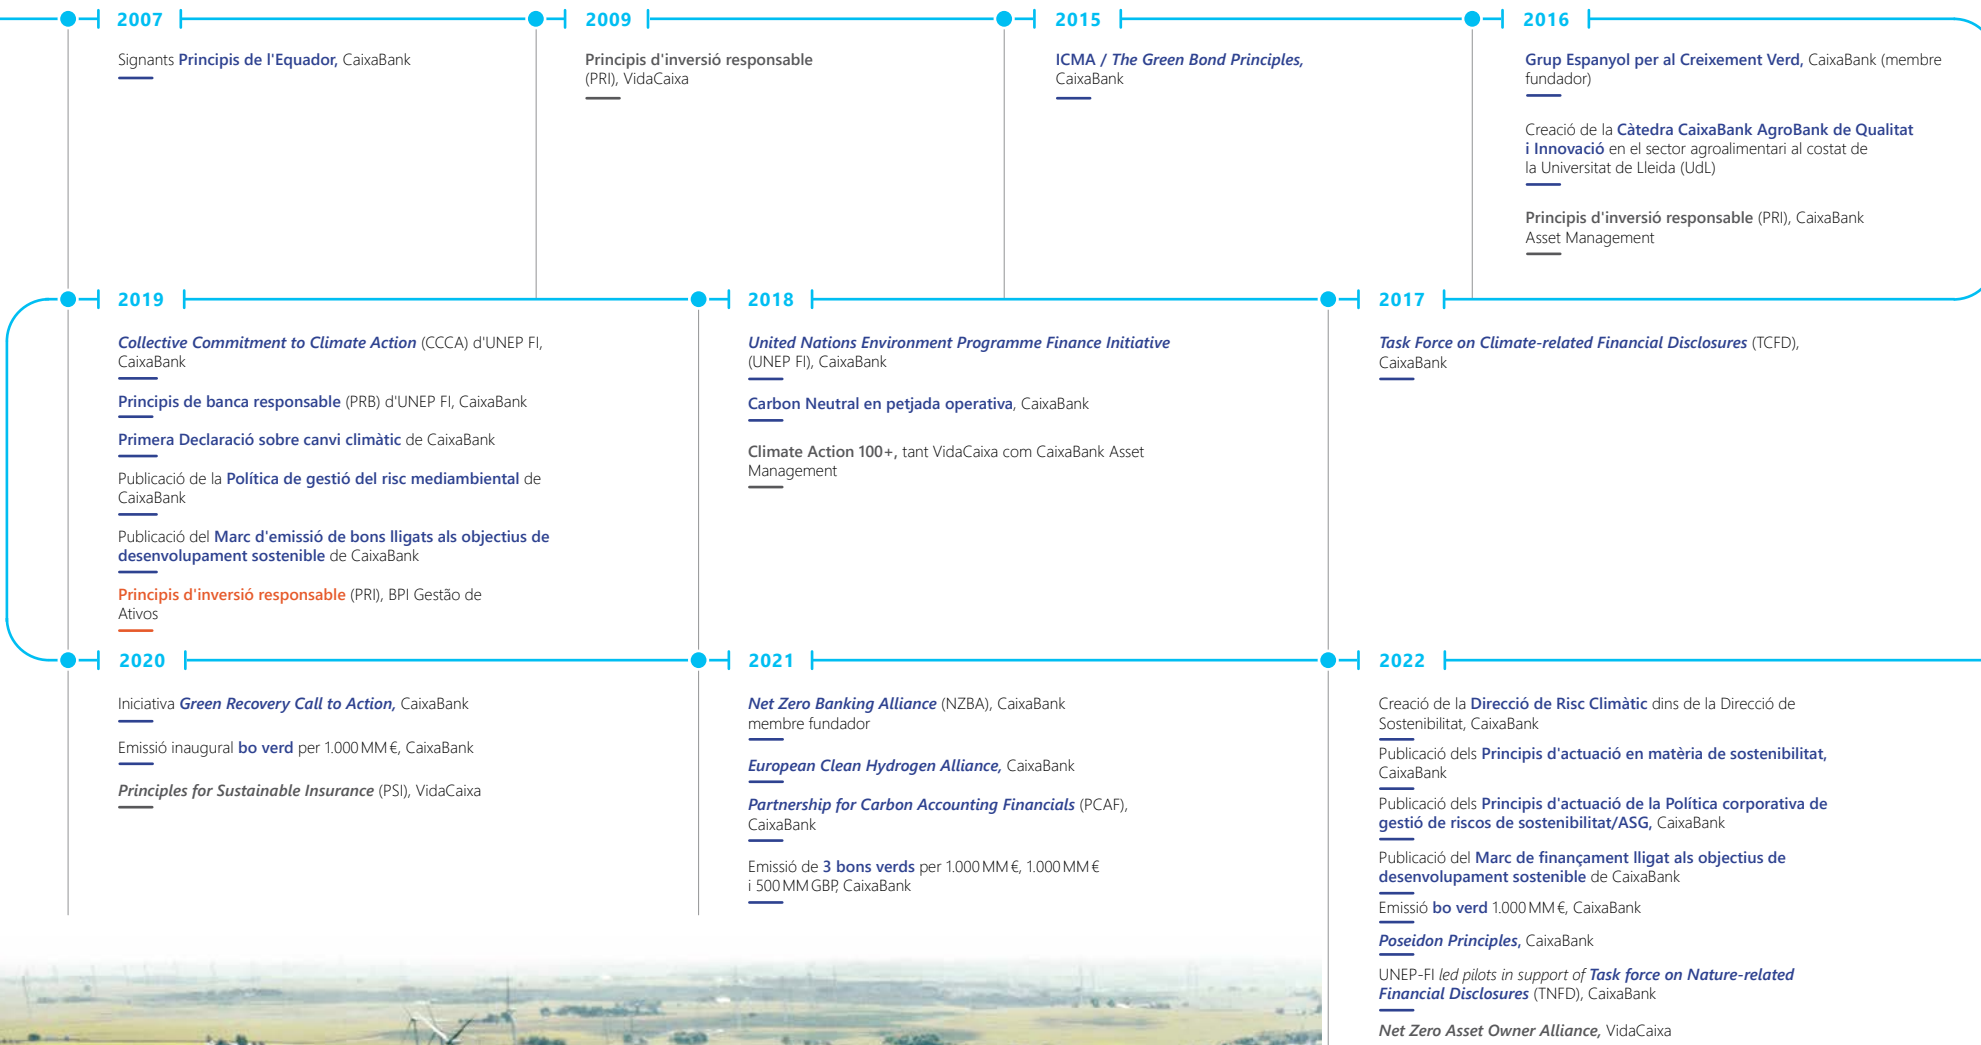 2007
Signants Principis de l'Equador, CaixaBank
2009
Principis d'inversió responsable
(PRI), VidaCaixa
2015
ICMA / The Green Bond Principles,
CaixaBank
2016
Grup Espanyol per al Creixement Verd, CaixaBank (membre
fundador)
Creació de la Càtedra CaixaBank AgroBank de Qualitat
i Innovació en el sector agroalimentari al costat de
la Universitat de Lleida (UdL)
Principis d'inversió responsable (PRI), CaixaBank
Asset Management
2017
Task Force on Climate-related Financial Disclosures (TCFD),
CaixaBank
2018
United Nations Environment Programme Finance Initiative
(UNEP FI), CaixaBank
Carbon Neutral en petjada operativa, CaixaBank
Climate Action 100+, tant VidaCaixa com CaixaBank Asset
Management
2019
Collective Commitment to Climate Action (CCCA) d'UNEP FI,
CaixaBank
Principis de banca responsable (PRB) d'UNEP FI, CaixaBank
Primera Declaració sobre canvi climàtic de CaixaBank
Publicació de la Política de gestió del risc mediambiental de
CaixaBank
Publicació del Marc d'emissió de bons lligats als objectius de
desenvolupament sostenible de CaixaBank
Principis d'inversió responsable (PRI), BPI Gestão de
Ativos
2020
Iniciativa Green Recovery Call to Action, CaixaBank
Emissió inaugural bo verd per 1.000 MM €, CaixaBank
Principles for Sustainable Insurance (PSI), VidaCaixa
2021
Net Zero Banking Alliance (NZBA), CaixaBank
membre fundador
European Clean Hydrogen Alliance, CaixaBank
Partnership for Carbon Accounting Financials (PCAF),
CaixaBank
Emissió de 3 bons verds per 1.000 MM €, 1.000 MM €
i 500 MM GBP, CaixaBank
2022
Creació de la Direcció de Risc Climàtic dins de la Direcció de
Sostenibilitat, CaixaBank
Publicació dels Principis d'actuació en matèria de sostenibilitat,
CaixaBank
Publicació dels Principis d'actuació de la Política corporativa de
gestió de riscos de sostenibilitat/ASG, CaixaBank
Publicació del Marc de finançament lligat als objectius de
desenvolupament sostenible de CaixaBank
Emissió bo verd 1.000 MM €, CaixaBank
Poseidon Principles, CaixaBank
UNEP-FI led pilots in support of Task force on Nature-related
Financial Disclosures (TNFD), CaixaBank
Net Zero Asset Owner Alliance, VidaCaixa